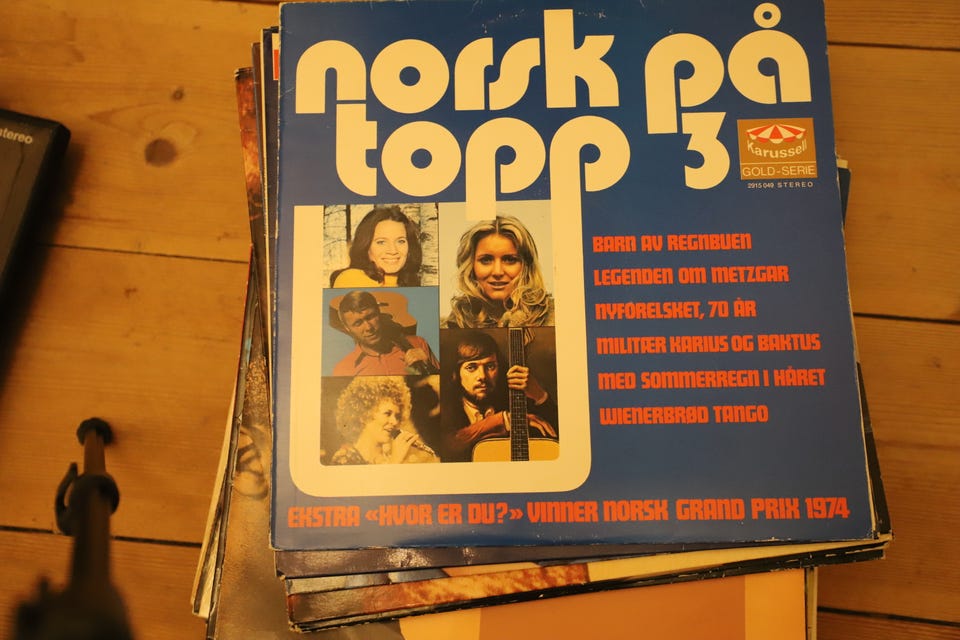 norsk på
topp 3
Karussell
GOLD-SERIE
2915 049 STEREO
BARN AV REGNBUEN
LEGENDEN OM METZGAR
NYFORELSKET, 70 ÅR
MILITÆR KARIUS OG BAKTUS
MED SOMMERREGN I HÅRET
WIENERBRØD TANGO
EKSTRA «HVOR ER DU?» VINNER NORSK GRAND PRIX 1974
stereo